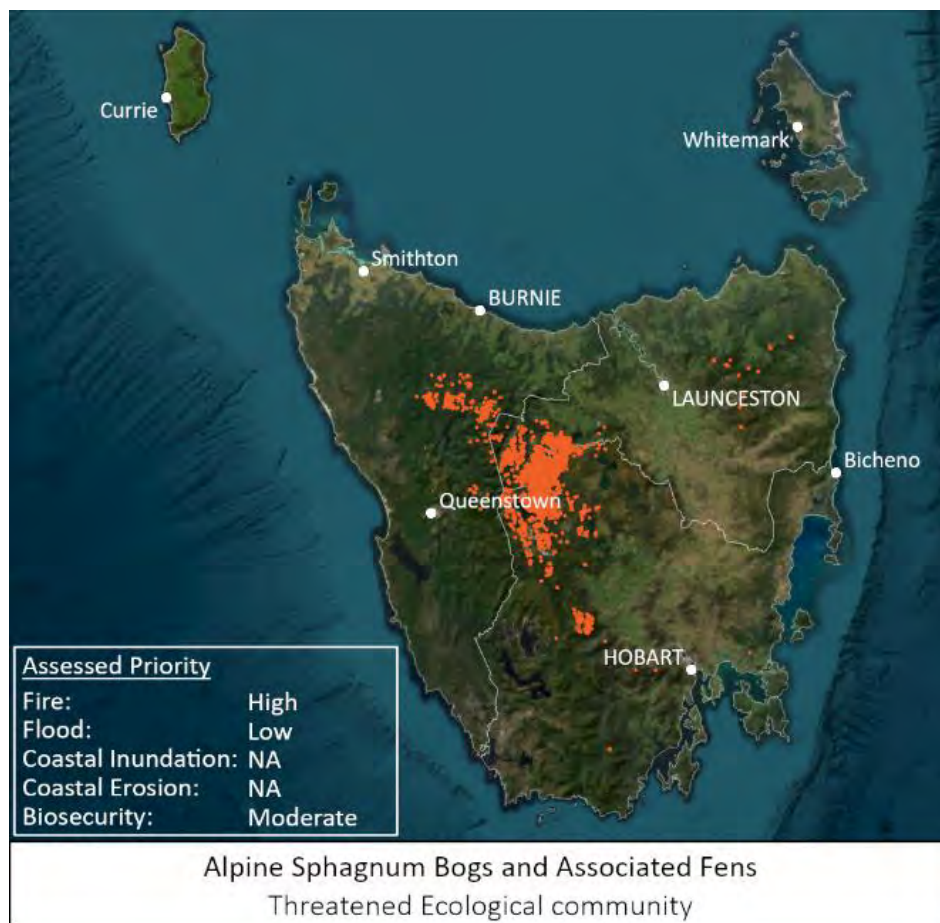 Currie
Whitemark
Smithton
BURNIE
LAUNCESTON
Bicheno
Queenstown
HOBART
Assessed Priority
Fire: High
Flood: Low
Coastal Inundation: NA
Coastal Erosion: NA
Biosecurity: Moderate
Alpine Sphagnum Bogs and Associated Fens
Threatened Ecological community